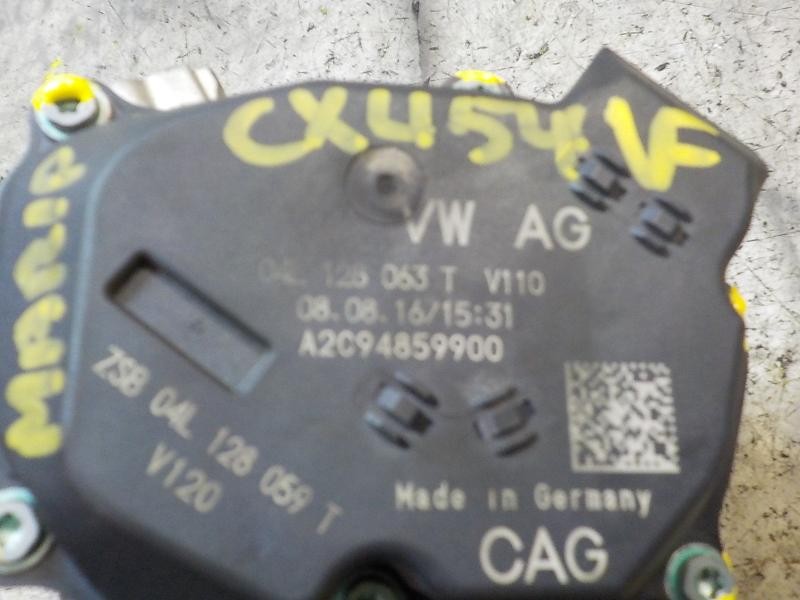 CX454 VF
MARIO
VW AG
04L 128 063 T V110
08.08.16/15:31
A2C94859900
ZSB 04L 128 059 T
V120
Made in Germany
CAG